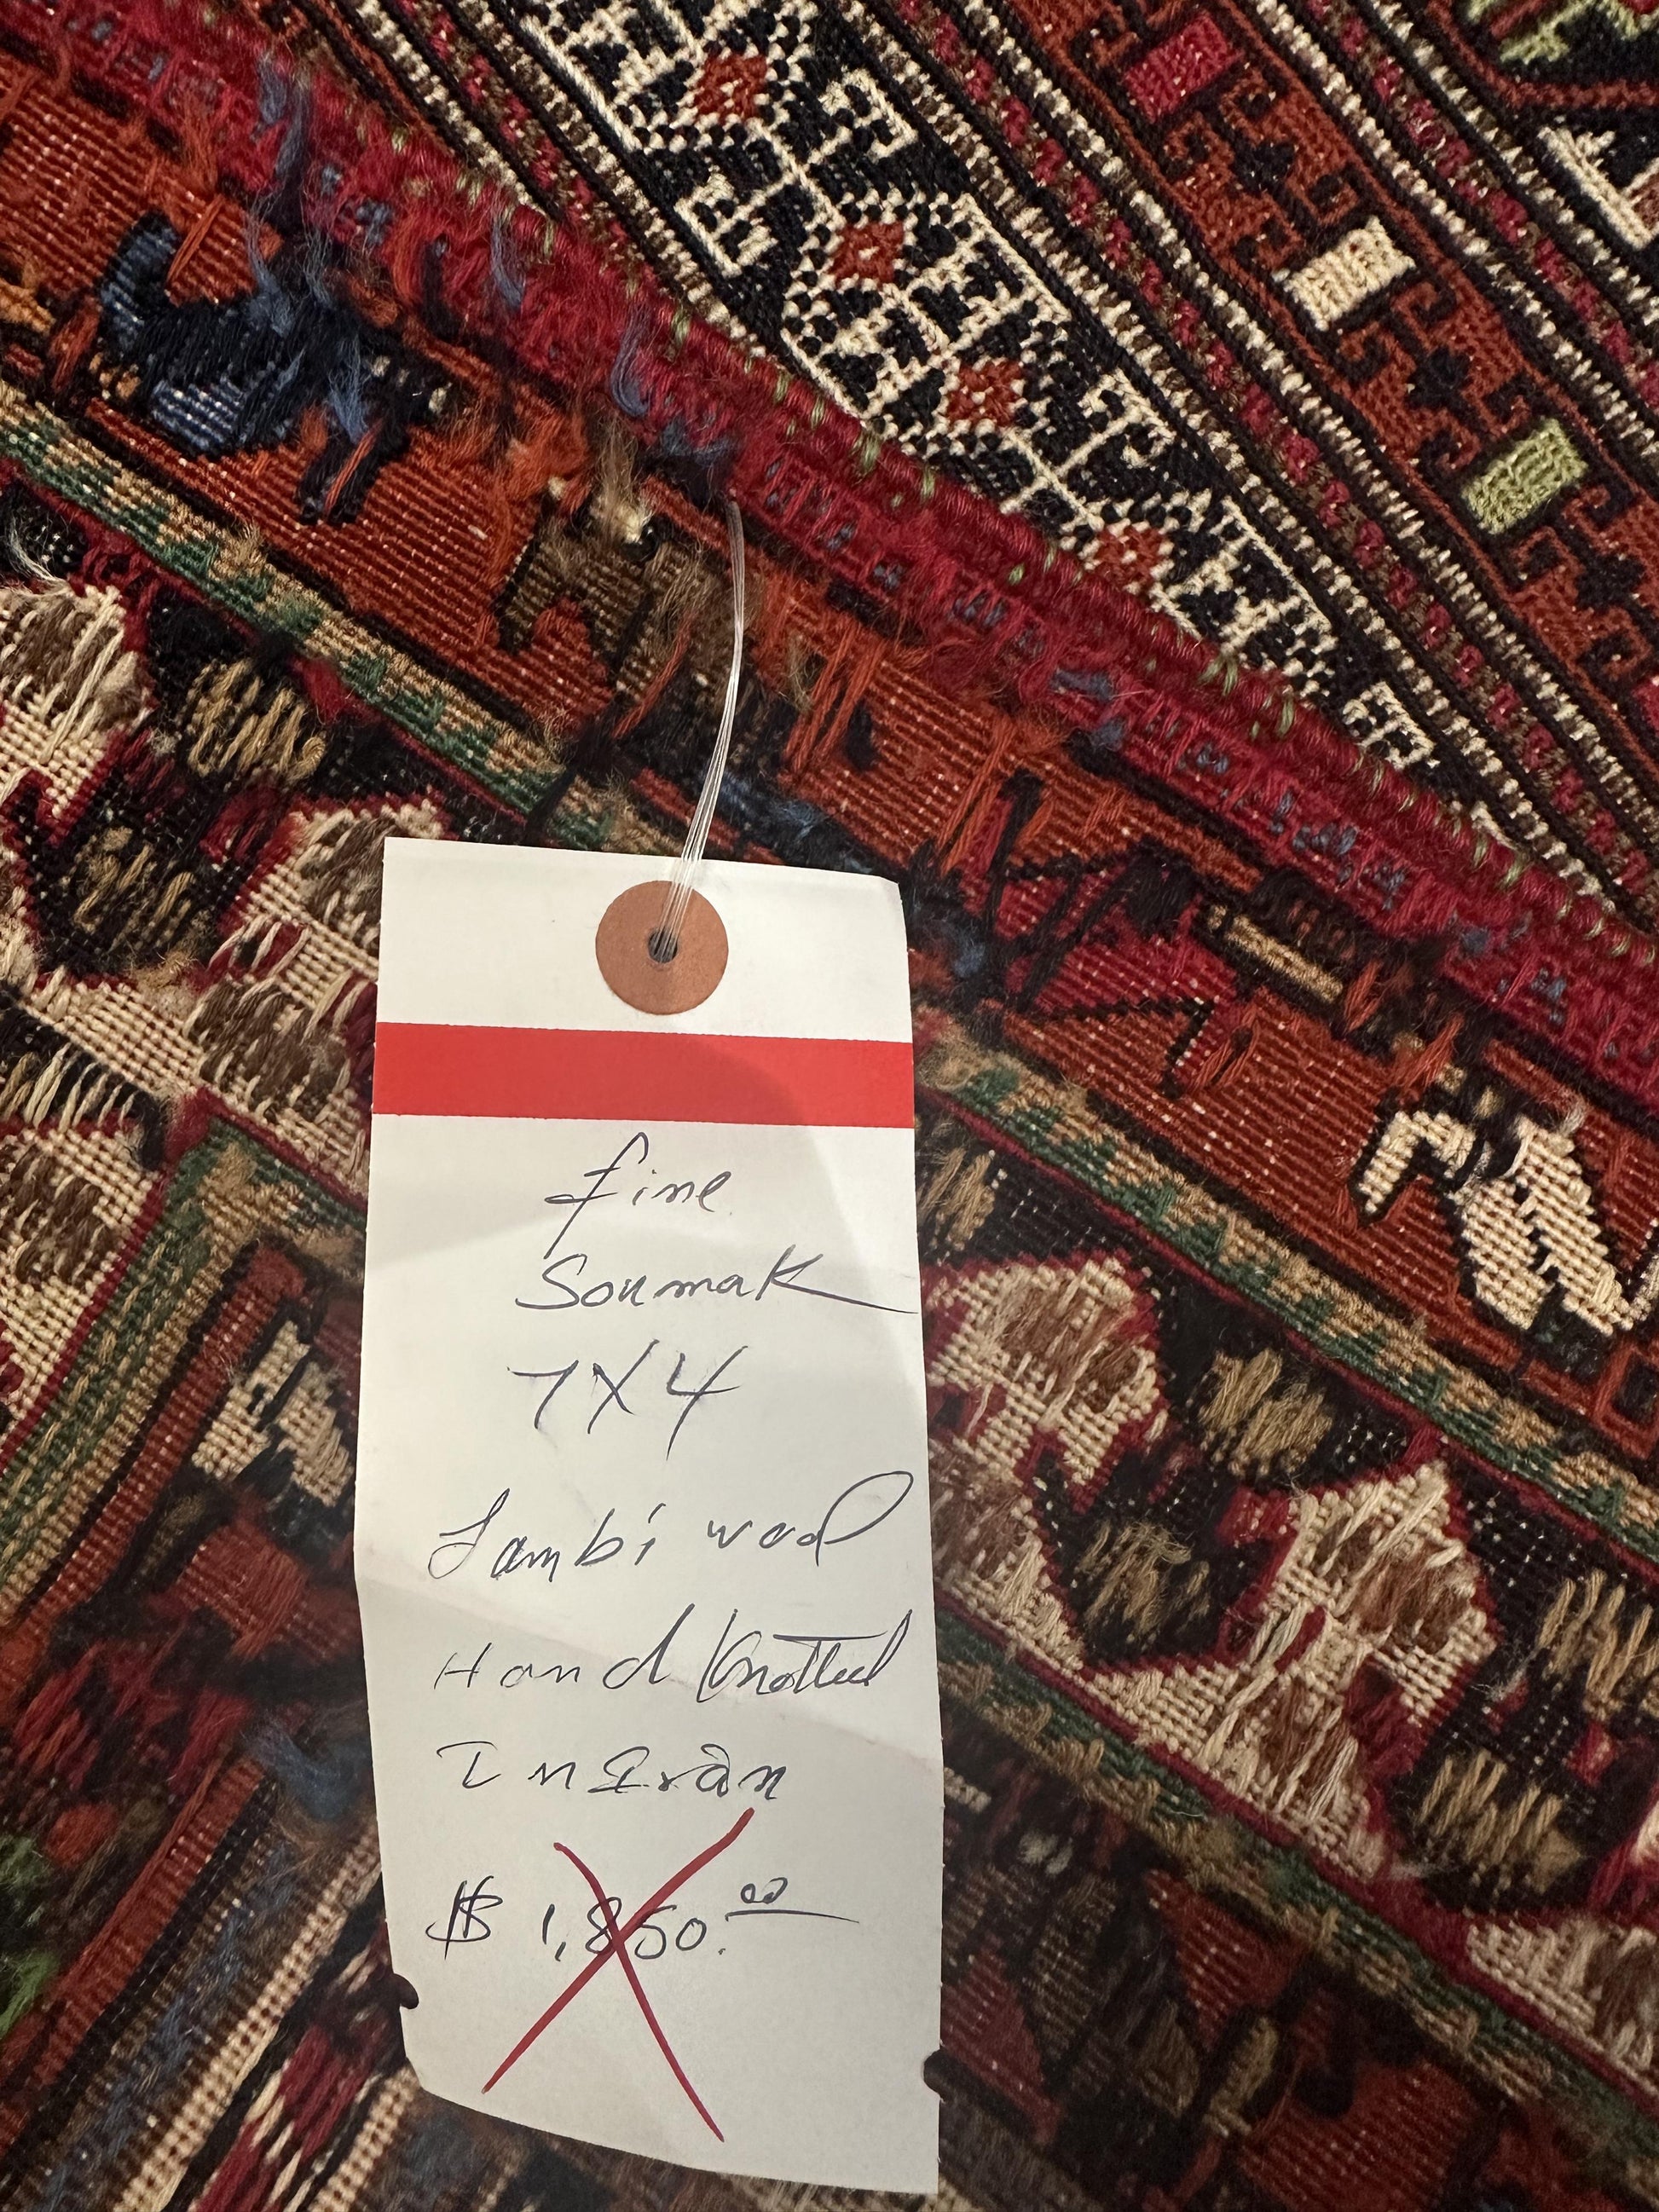 fine
Soumak
7X4
Lambi wool
Hand Knotted
In Iran
$ 1,850.00